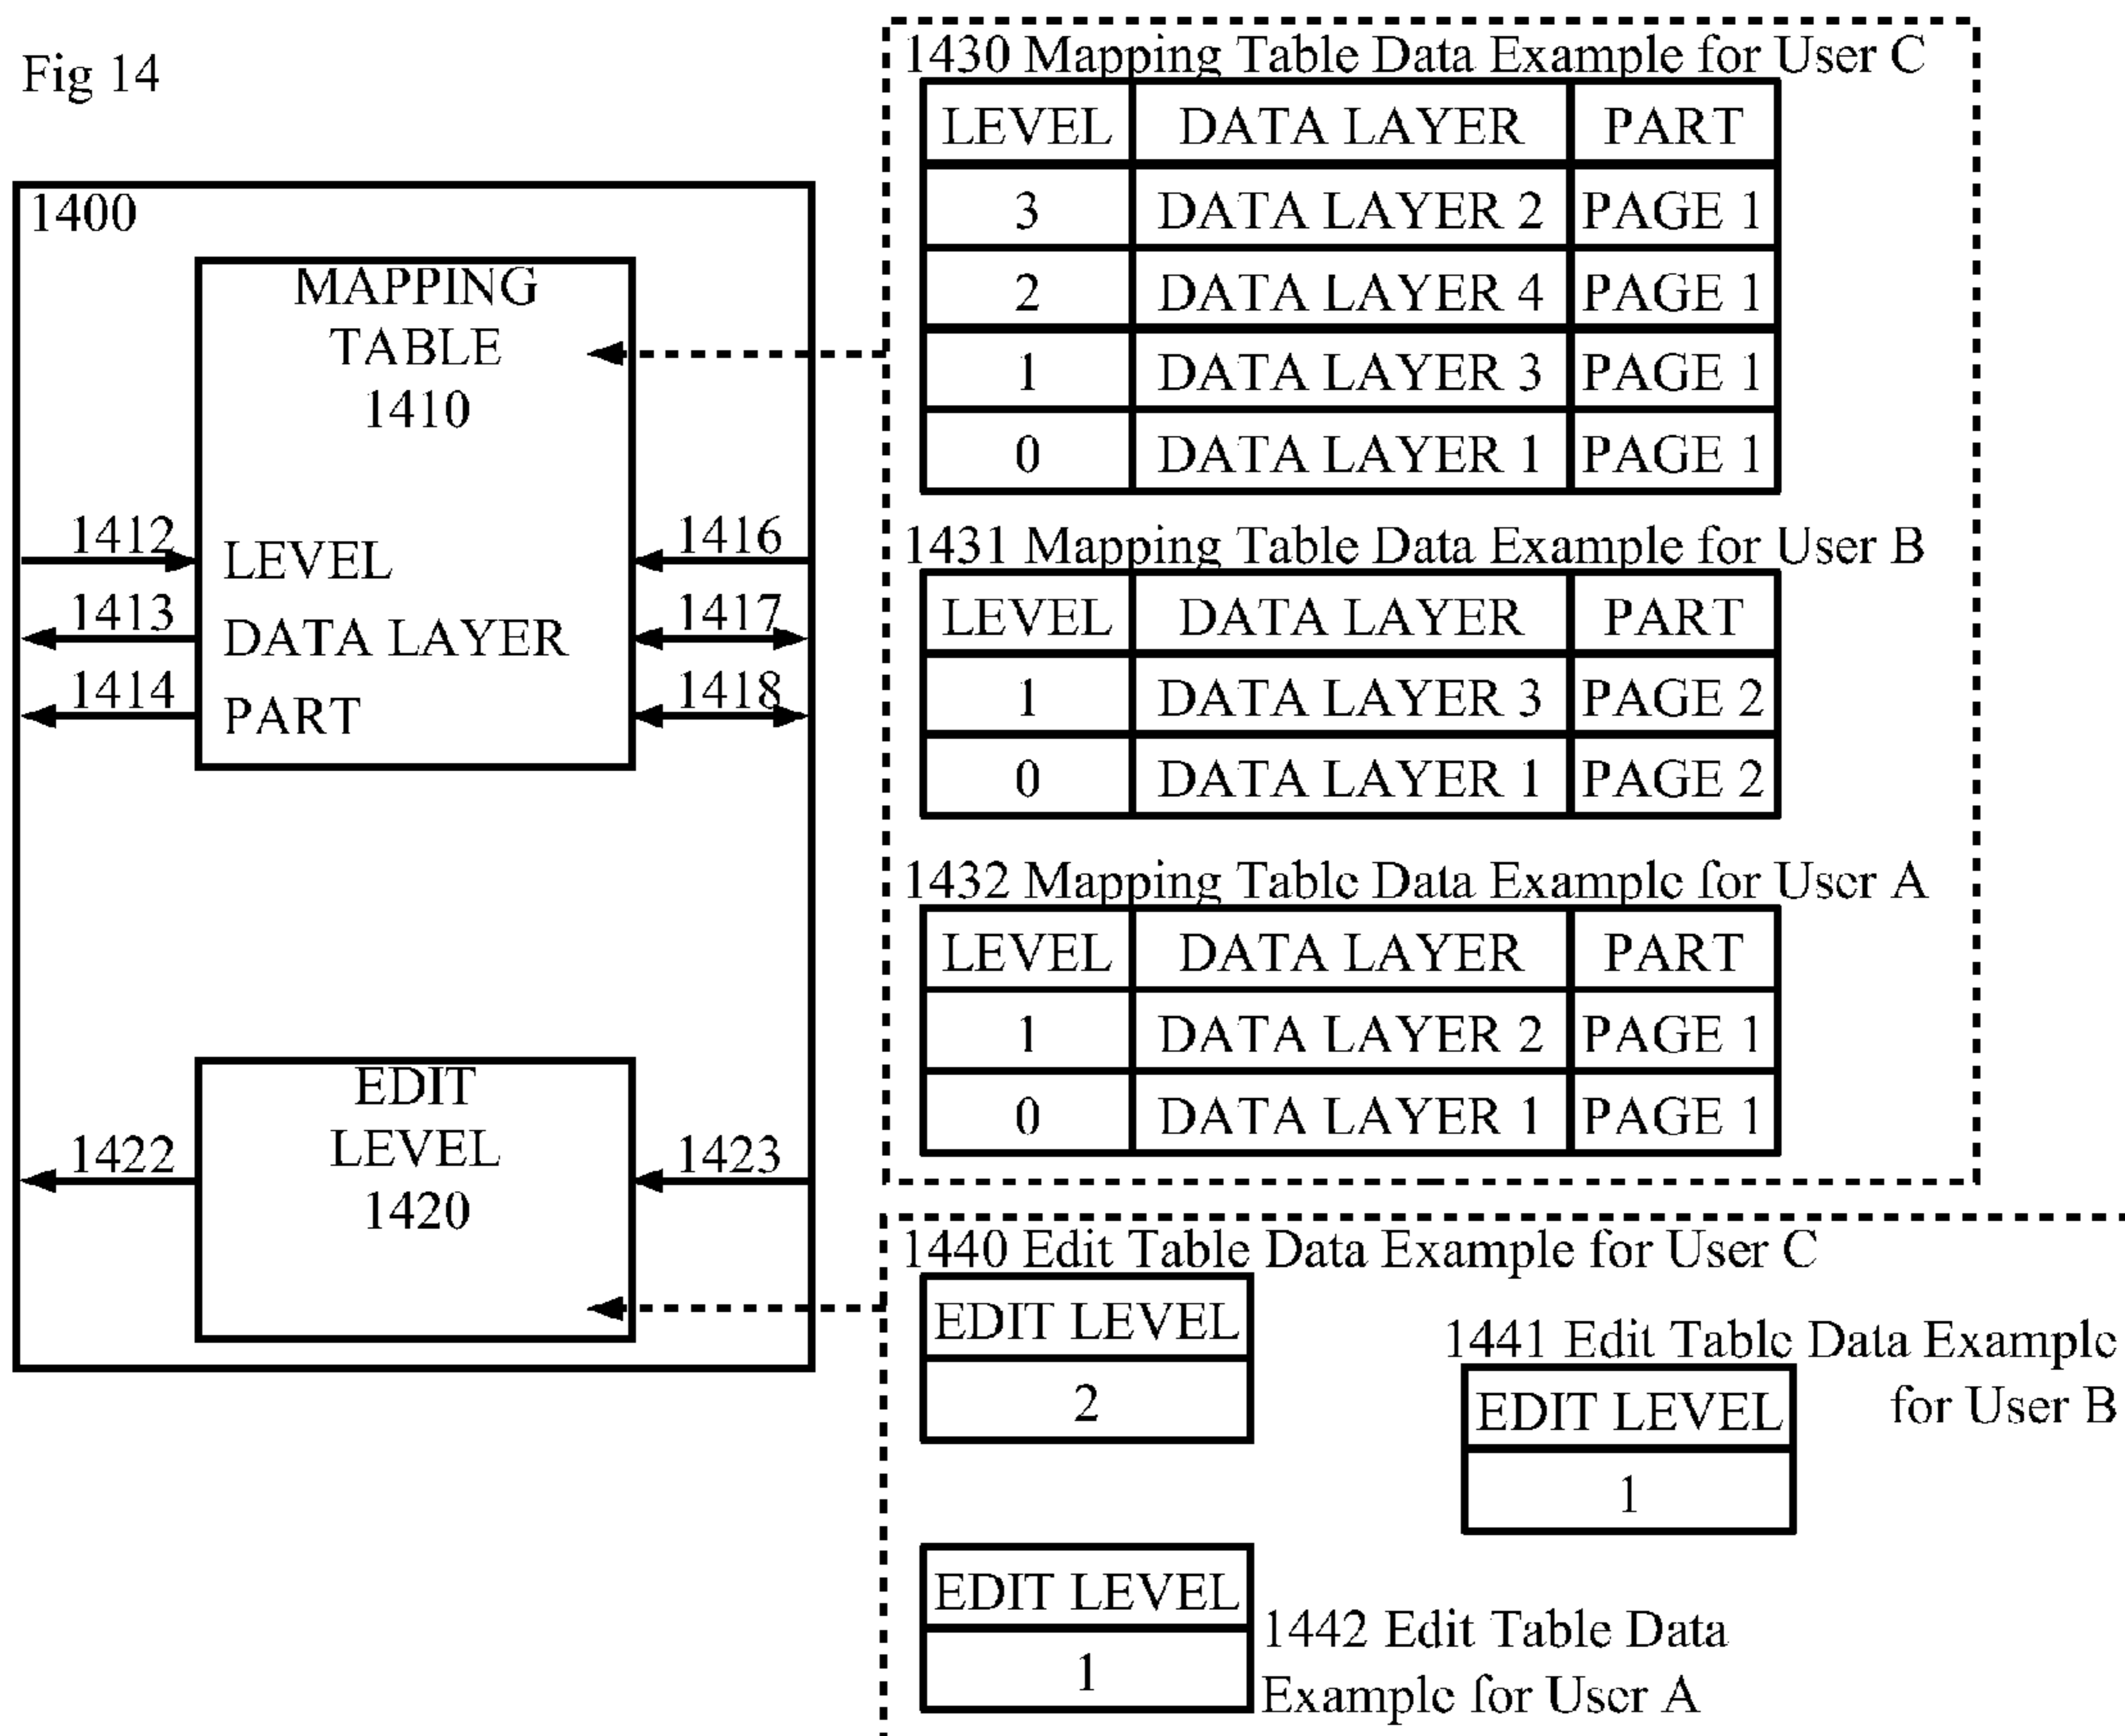 Fig 14
1400
MAPPING
TABLE
1410
1412
LEVEL
1416
1413
DATA LAYER
1417
1414
PART
1418
EDIT
LEVEL
1420
1422
1423
1430 Mapping Table Data Example for User C
LEVEL DATA LAYER PART
3 DATA LAYER 2 PAGE 1
2 DATA LAYER 4 PAGE 1
1 DATA LAYER 3 PAGE 1
0 DATA LAYER 1 PAGE 1
1431 Mapping Table Data Example for User B
LEVEL DATA LAYER PART
1 DATA LAYER 3 PAGE 2
0 DATA LAYER 1 PAGE 2
1432 Mapping Table Data Example for User A
LEVEL DATA LAYER PART
1 DATA LAYER 2 PAGE 1
0 DATA LAYER 1 PAGE 1
1440 Edit Table Data Example for User C
EDIT LEVEL
2
1441 Edit Table Data Example
for User B
EDIT LEVEL
1
EDIT LEVEL
1
1442 Edit Table Data
Example for User A